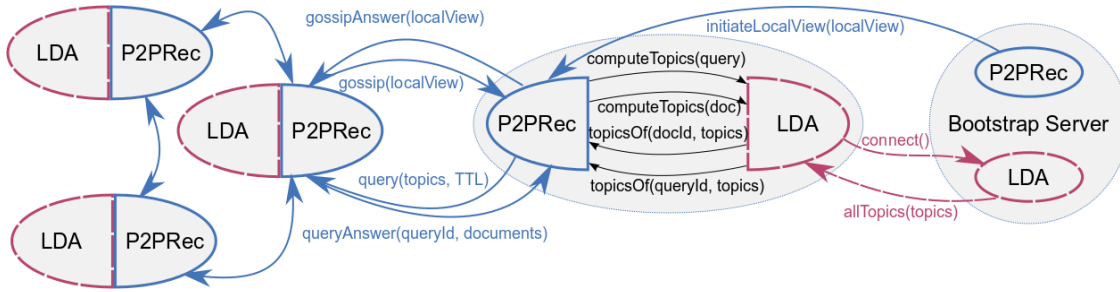 gossipAnswer(localView)
initiateLocalView(localView)
LDA
P2PRec
computeTopics(query)
gossip(localView)
P2PRec
computeTopics(doc)
Bootstrap Server
LDA
P2PRec
P2PRec
topicsOf(docId, topics)
LDA
connect()
query(topics, TTL)
topicsOf(queryId, topics)
LDA
allTopics(topics)
LDA
P2PRec
queryAnswer(queryId, documents)